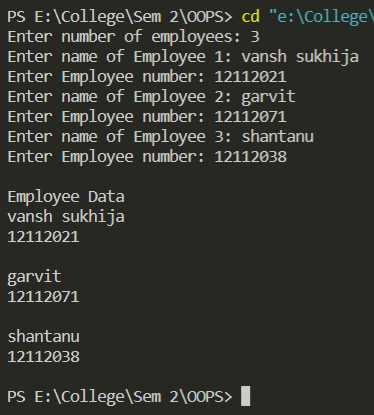 PS E:\College\Sem 2\OOPS> cd "e:\College\
Enter number of employees: 3
Enter name of Employee 1: vansh sukhija
Enter Employee number: 12112021
Enter name of Employee 2: garvit
Enter Employee number: 12112071
Enter name of Employee 3: shantanu
Enter Employee number: 12112038
Employee Data
vansh sukhija
12112021
garvit
12112071
shantanu
12112038
PS E:\College\Sem 2\OOPS>